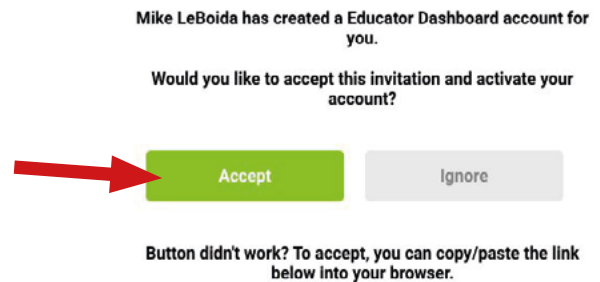 Mike LeBoida has created a Educator Dashboard account for
you.
Would you like to accept this invitation and activate your
account?
Accept
Ignore
Button didn't work? To accept, you can copy/paste the link
below into your browser.